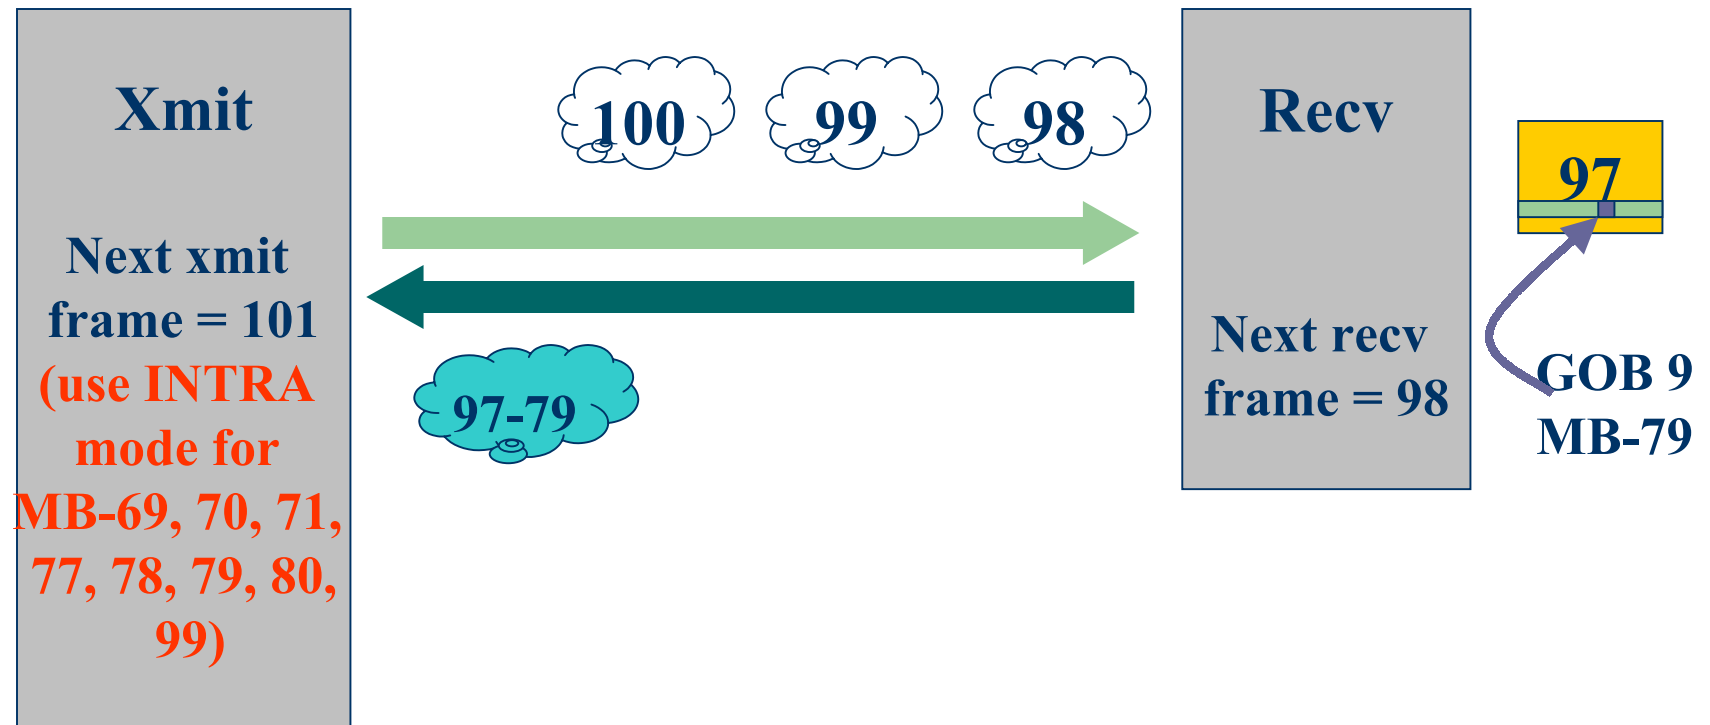 Xmit
Next xmit
frame = 101
(use INTRA
mode for
MB-69, 70, 71,
77, 78, 79, 80,
99)
100
99
98
97-79
Recv
Next recv
frame = 98
97
GOB 9
MB-79